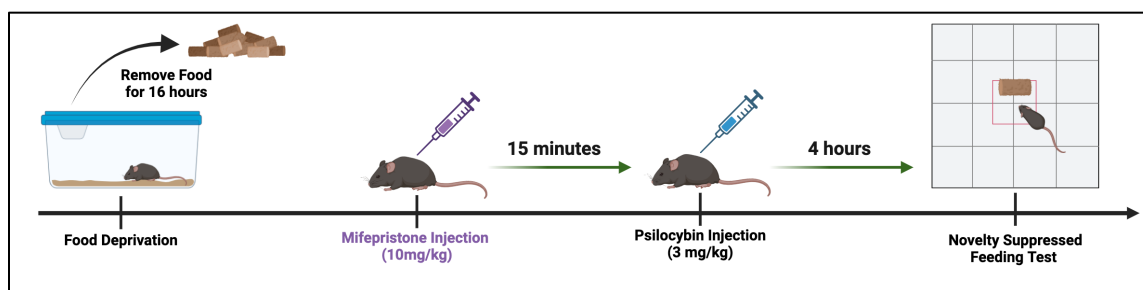 Remove Food
for 16 hours
15 minutes
4 hours
Food Deprivation
Mifepristone Injection
(10mg/kg)
Psilocybin Injection
(3 mg/kg)
Novelty Suppressed
Feeding Test